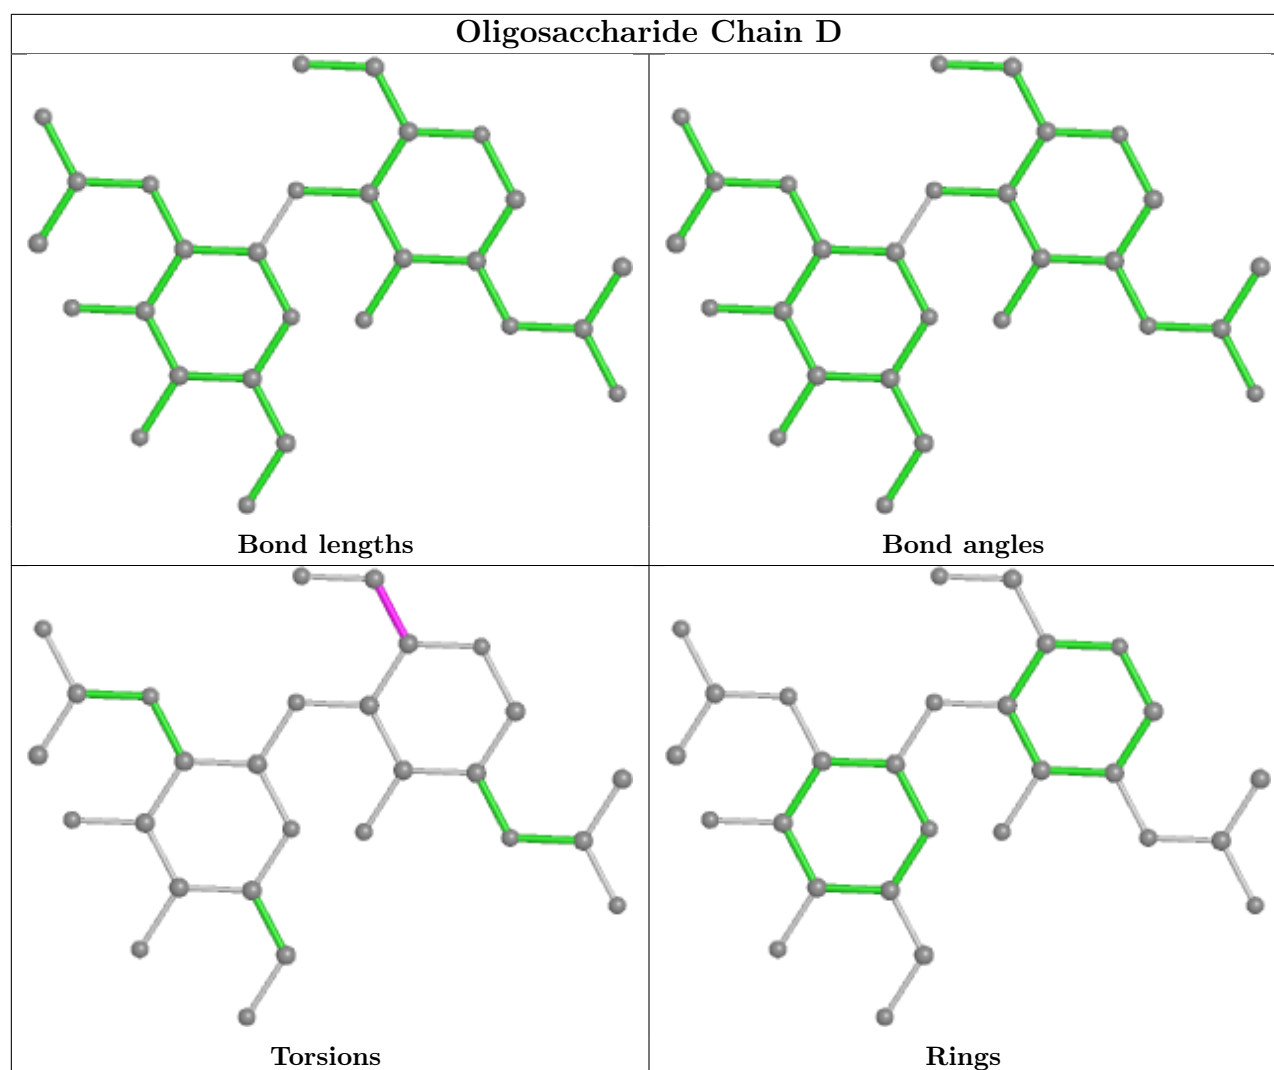 Oligosaccharide Chain D
Bond lengths
Bond angles
Torsions
Rings